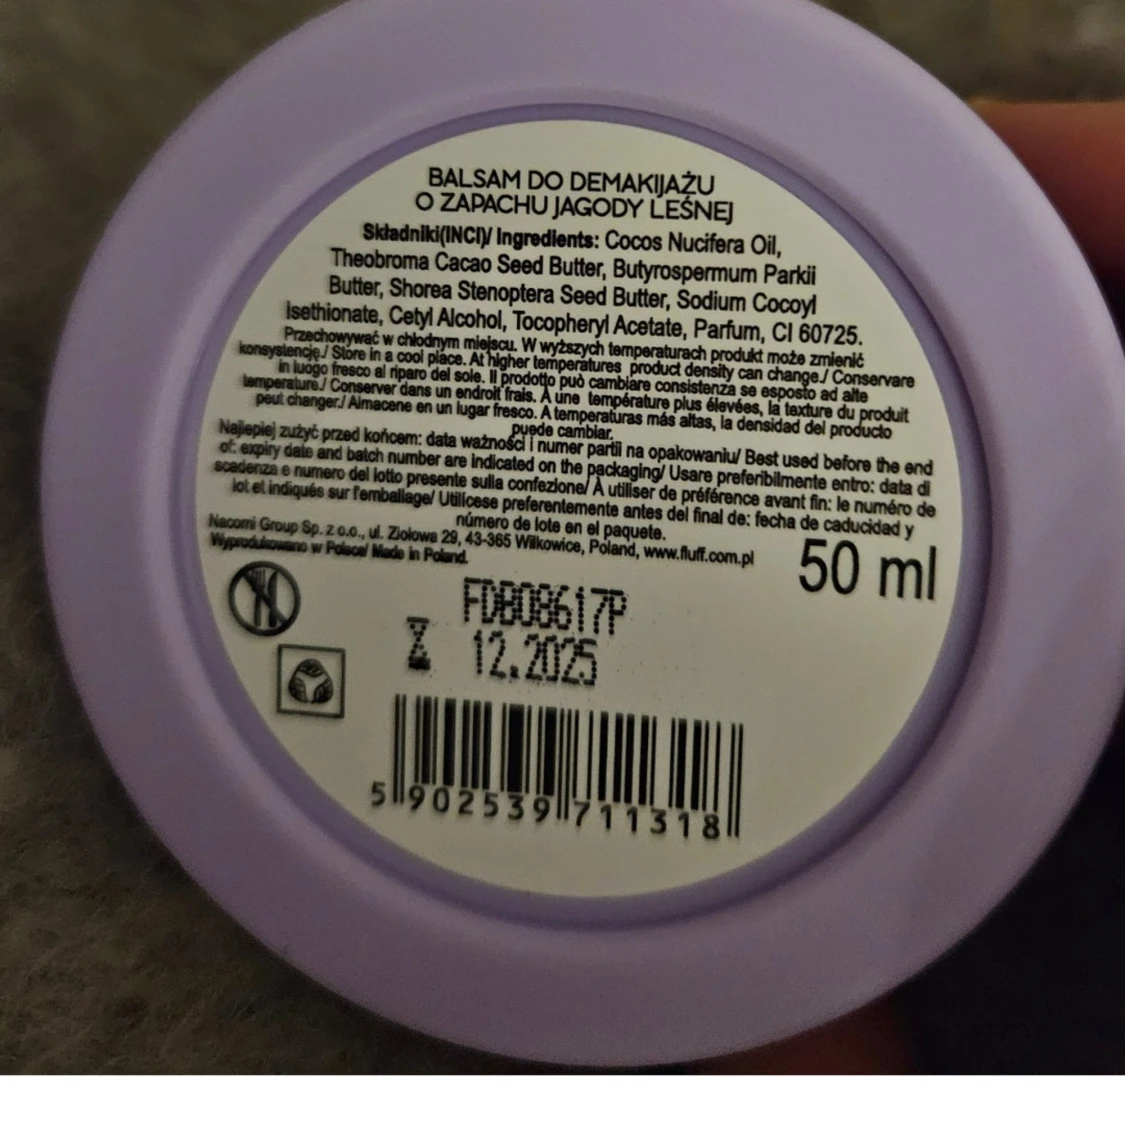 BALSAM DO DEMAKIJAŻU
O ZAPACHU JAGODY LEŚNEJ
Składniki(INCI)/ Ingredients: Cocos Nucifera Oil,
Theobroma Cacao Seed Butter, Butyrospermum Parkii
Butter, Shorea Stenoptera Seed Butter, Sodium Cocoyl
Isethionate, Cetyl Alcohol, Tocopheryl Acetate, Parfum, CI 60725.
Przechowywać w chłodnym miejscu. W wyższych temperaturach produkt może zmienić
konsystencję./ Store in a cool place. At higher temperatures product density can change./ Conservare
in luogo fresco al riparo del sole. Il prodotto può cambiare consistenza se esposto ad alte
temperature./ Conserver dans un endroit frais. À une température plus élevées, la texture du produit
peut changer./ Almacene en un lugar fresco. A temperaturas más altas, la densidad del producto
puede cambiar.
Najlepiej zużyć przed końcem: data ważności i numer partii na opakowaniu/ Best used before the end
of: expiry date and batch number are indicated on the packaging/ Usare preferibilmente entro: data di
scadenza e numero del lotto presente sulla confezione/ À utiliser de préférence avant fin: le numéro de
lot et indiqués sur l'emballage/ Utilícese preferentemente antes del final de: fecha de caducidad y
número de lote en el paquete.
Nacomi Group Sp. z o.o., ul. Ziołowa 29, 43-365 Wilkowice, Poland, www.fluff.com.pl
Wyprodukowano w Polsce/ Made in Poland.
50 ml
FDB08617P
12.2025
5 902539 711318